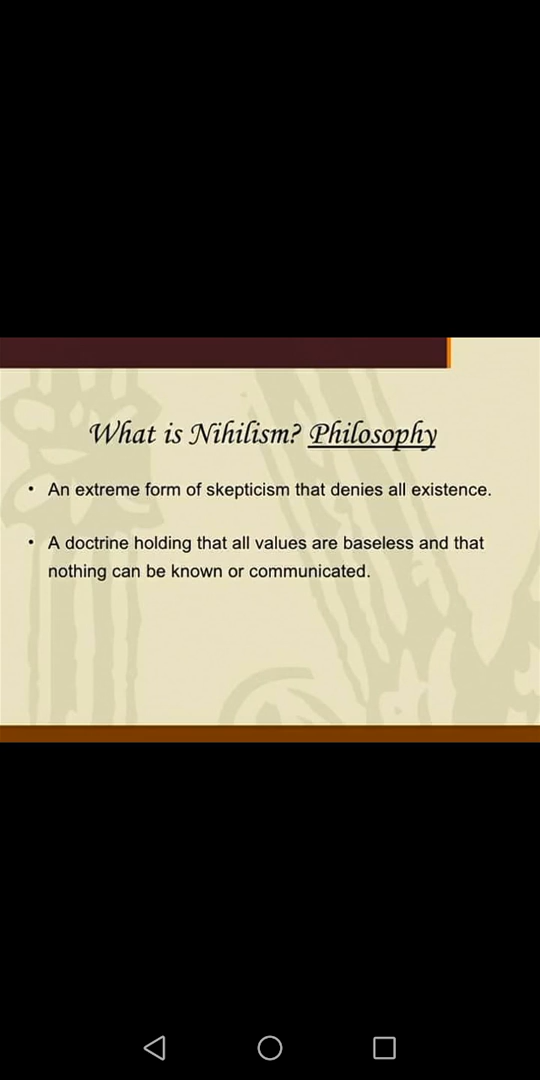 What is Nihilism? Philosophy
• An extreme form of skepticism that denies all existence.
• A doctrine holding that all values are baseless and that
nothing can be known or communicated.